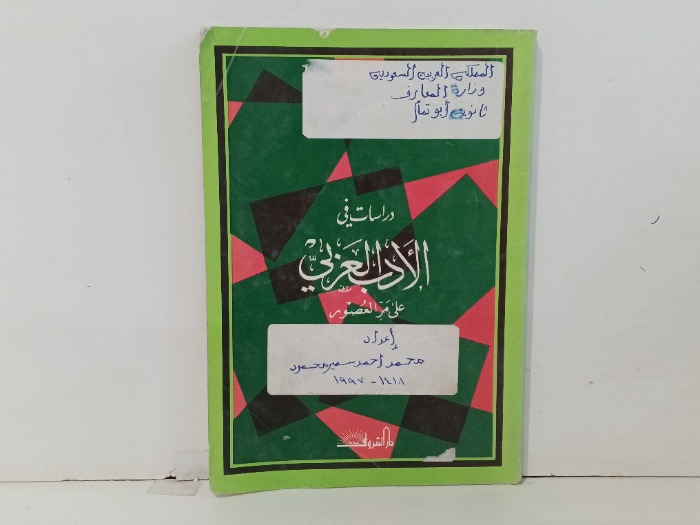 المملكة العربية السعودية
وزارة المعارف
ثانوية أبو تمام
دراسات في
الأدب العربي
على مر العصور
إعداد
محمد احمد سمير محمود
١٤١٨ - ١٩٩٧
دار الشروق